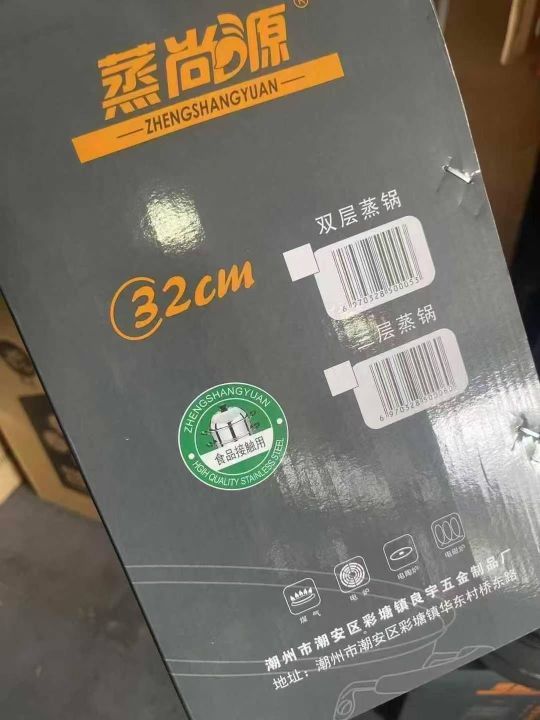 蒸尚源®
ZHENGSHANGYUAN
32cm
双层蒸锅
6970328500053
三层蒸锅
ZHENGSHANGYUAN
食品接触用
HGIH QUALITY STAINLESS STEEL
煤气
电炉
电陶炉
电磁炉
潮州市潮安区彩塘镇良宇五金制品厂
地址：潮州市潮安区彩塘镇华东村桥东路